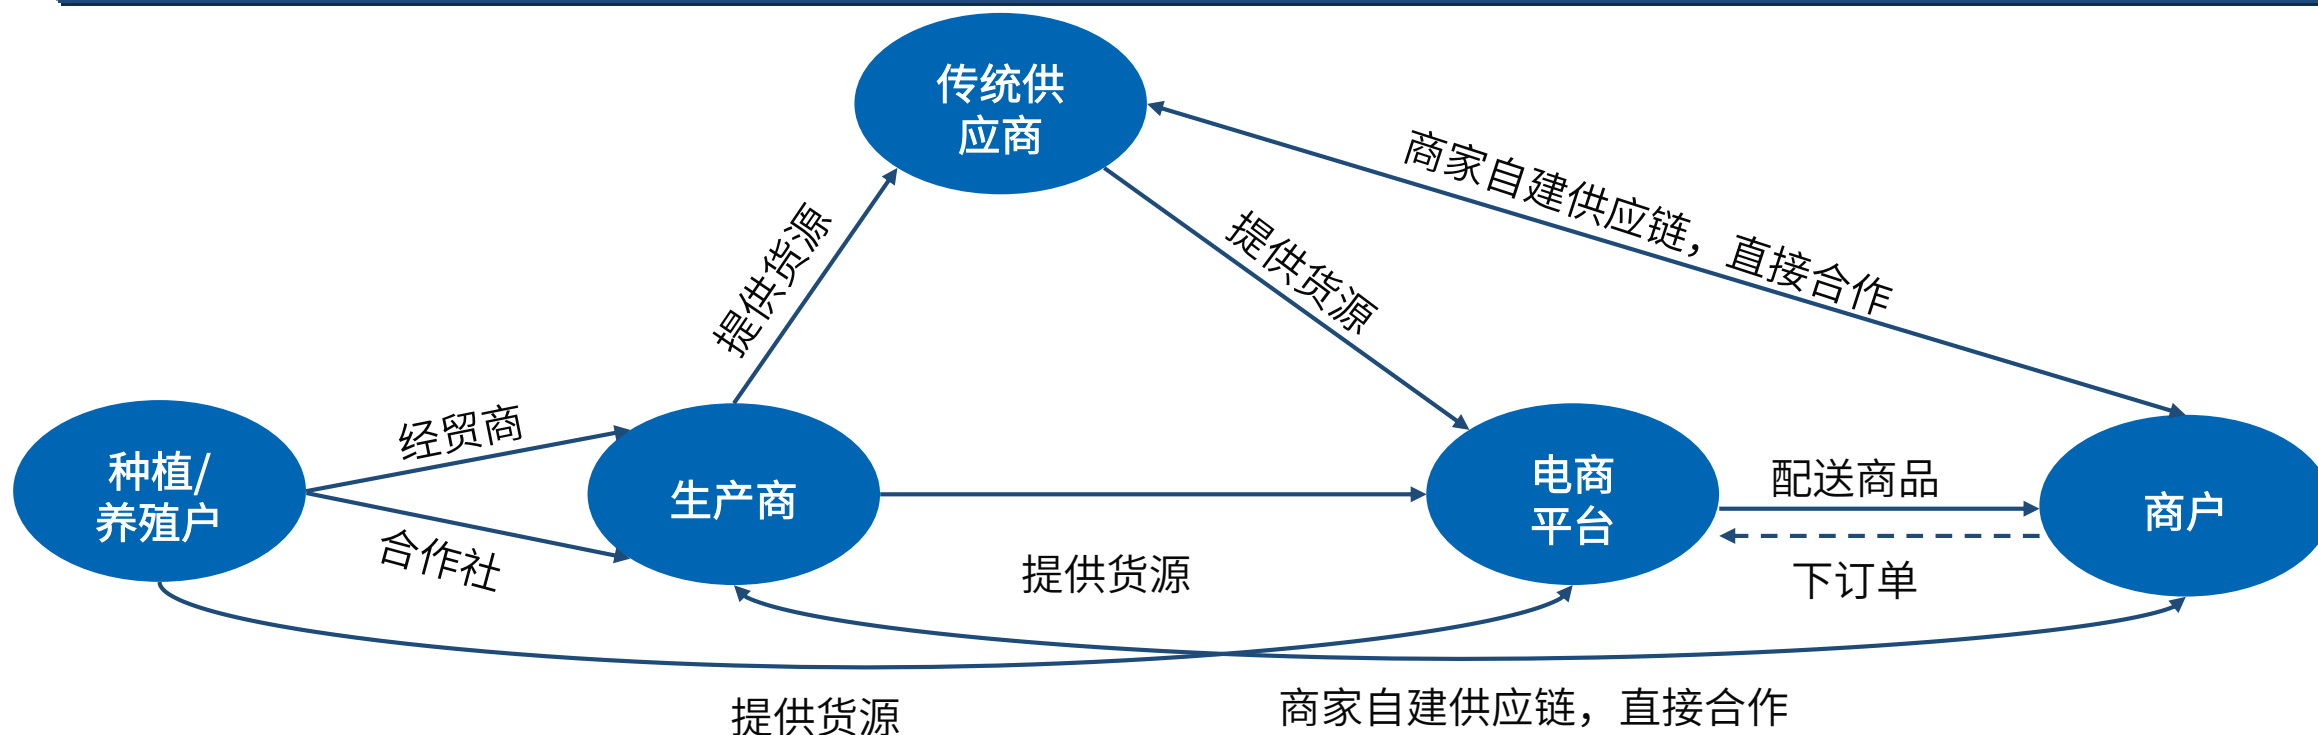 传统供
应商
商家自建供应链，直接合作
提供货源
提供货源
经贸商
种植/
养殖户
合作社
生产商
提供货源
电商
平台
配送商品
下订单
商户
提供货源
商家自建供应链，直接合作